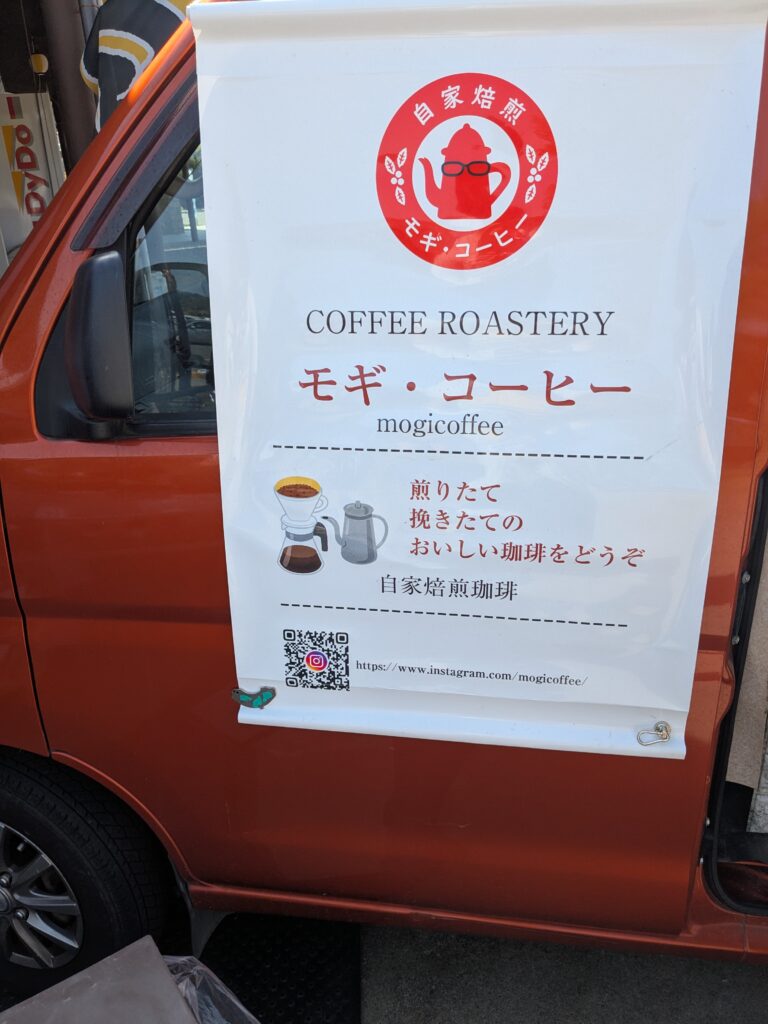 DyDo
自家焙煎
モギ・コーヒー
COFFEE ROASTERY
モギ・コーヒー
mogicoffee
煎りたて
挽きたての
おいしい珈琲をどうぞ
自家焙煎珈琲
https://www.instagram.com/mogicoffee/